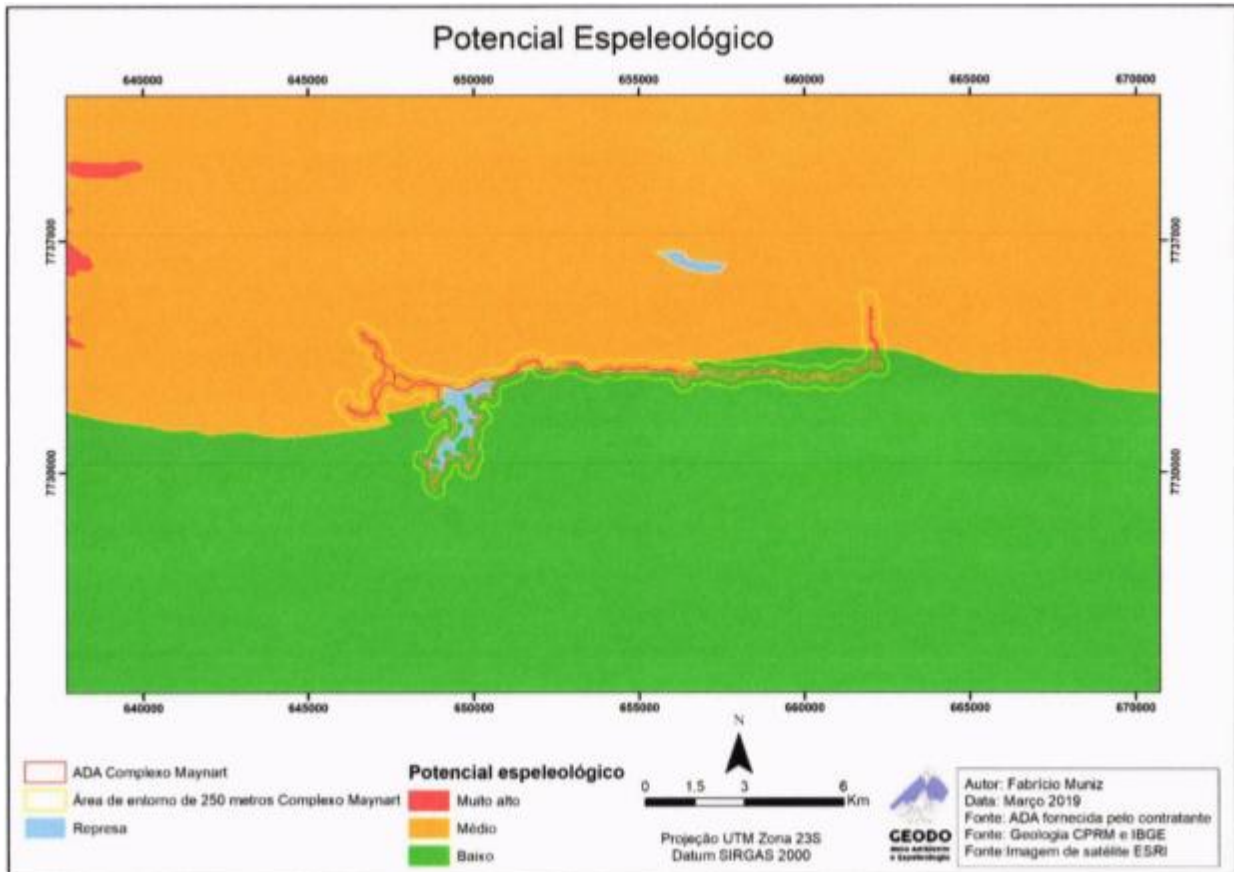 Potencial Espeleológico
640000 645000 650000 655000 660000 665000 670000
7737000 7737000
7730000 7730000
640000 645000 650000 655000 660000 665000 670000
N
ADA Complexo Maynart
Área de entorno de 250 metros Complexo Maynart
Represa
Potencial espeleológico
Muito alto
Médio
Baixo
0 1.5 3 6
Km
Projeção UTM Zona 23S
Datum SIRGAS 2000
GEODO
Meio Ambiente
e Espeleologia
Autor: Fabrício Muniz
Data: Março 2019
Fonte: ADA fornecida pelo contratante
Fonte: Geologia CPRM e IBGE
Fonte:Imagem de satélite ESRI